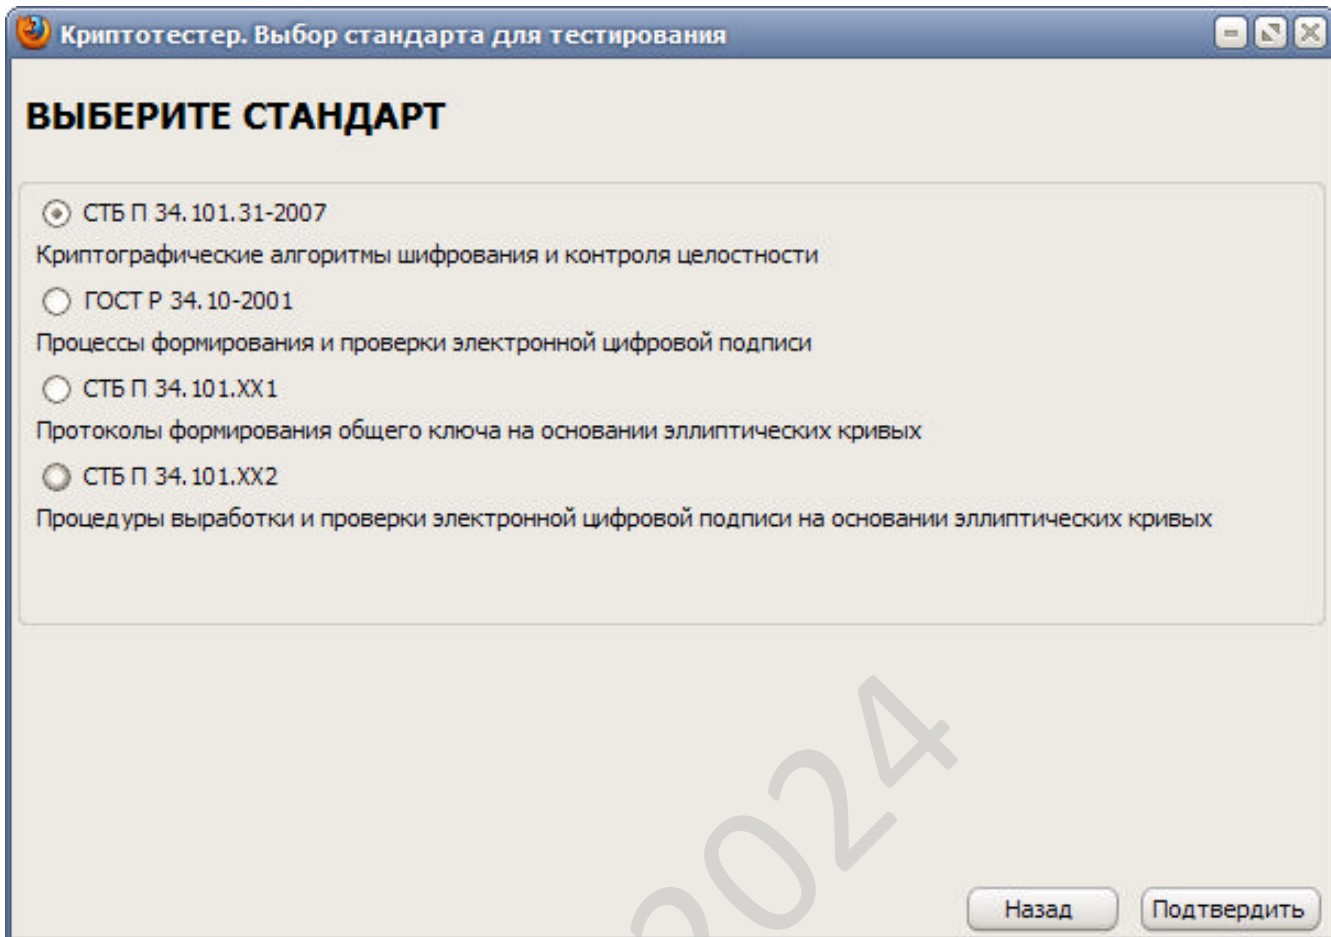 Криптотестер. Выбор стандарта для тестирования
ВЫБЕРИТЕ СТАНДАРТ
СТБ П 34.101.31-2007
Криптографические алгоритмы шифрования и контроля целостности
ГОСТ Р 34.10-2001
Процессы формирования и проверки электронной цифровой подписи
СТБ П 34.101.XX1
Протоколы формирования общего ключа на основании эллиптических кривых
СТБ П 34.101.XX2
Процедуры выработки и проверки электронной цифровой подписи на основании эллиптических кривых
2024
Назад Подтвердить